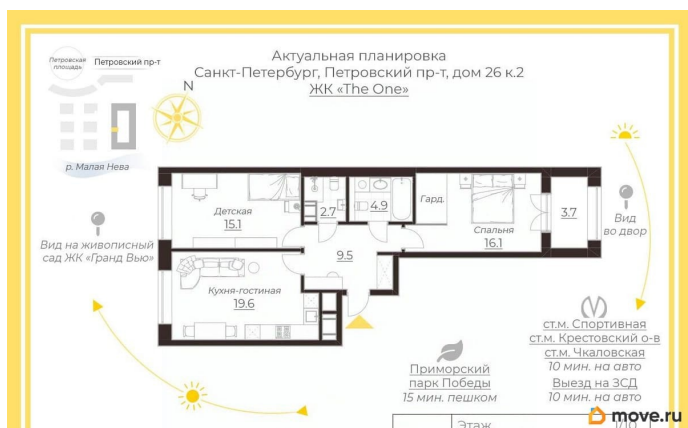 Актуальная планировка
Санкт-Петербург, Петровский пр-т, дом 26 к.2
ЖК «The One»
Петровская
площадь
Петровский пр-т
N
р. Малая Нева
Детская
15.1
2.7
4.9
Гард.
Спальня
16.1
3.7
9.5
Кухня-гостиная
19.6
Вид на живописный
сад ЖК «Гранд Вью»
Вид
во двор
Приморский
парк Победы
15 мин. пешком
ст.м. Спортивная
ст.м. Крестовский о-в
ст.м. Чкаловская
10 мин. на авто
Выезд на ЗСД
10 мин. на авто
Этаж
move.ru